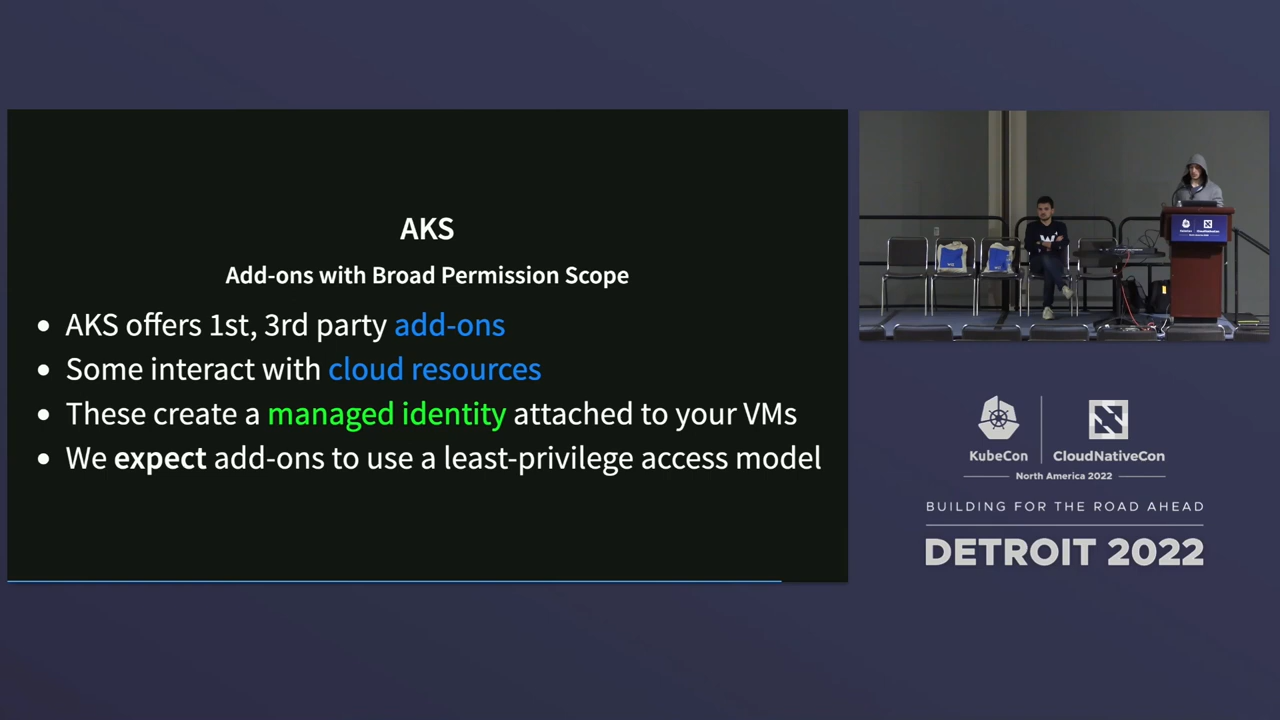 AKS
Add-ons with Broad Permission Scope
AKS offers 1st, 3rd party add-ons
Some interact with cloud resources
These create a managed identity attached to your VMs
We expect add-ons to use a least-privilege access model
KubeCon
CloudNativeCon
North America 2022
BUILDING FOR THE ROAD AHEAD
DETROIT 2022